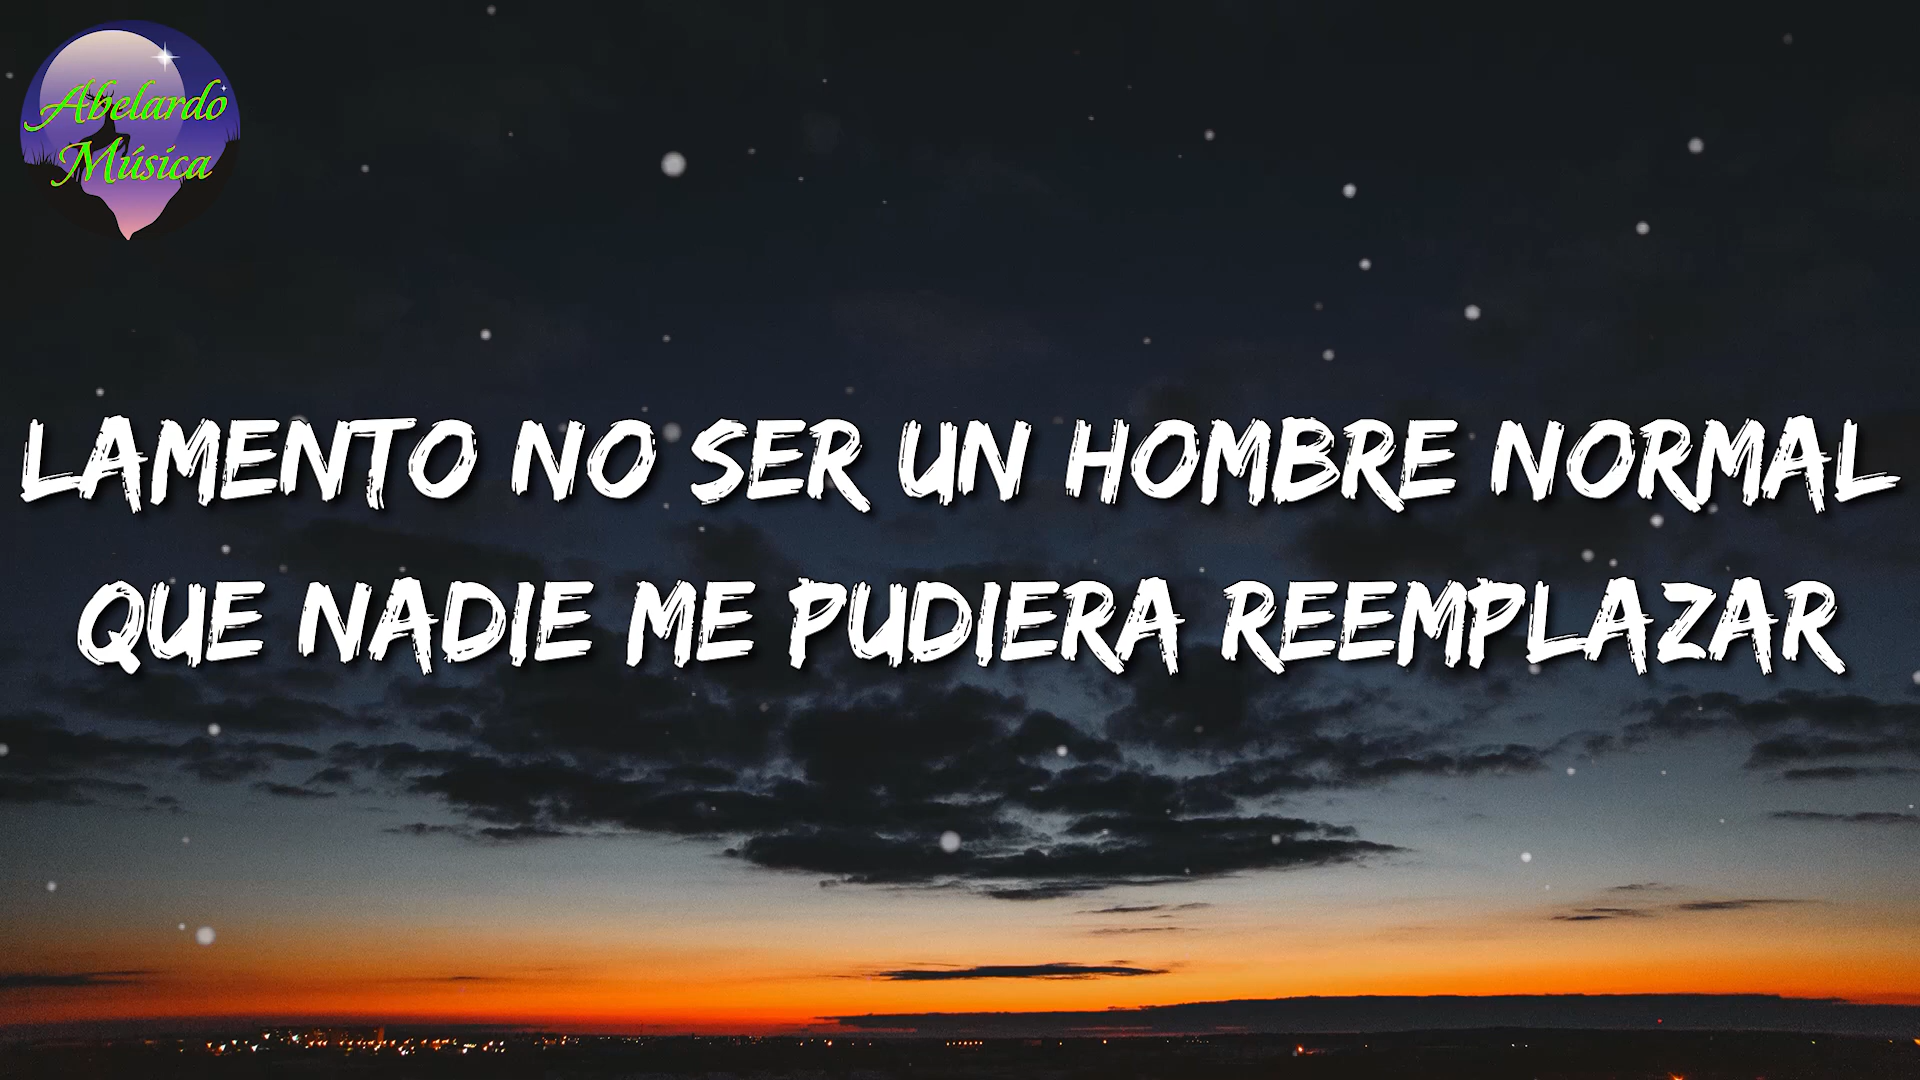 Abelardo
Música
LAMENTO NO SER UN HOMBRE NORMAL
QUE NADIE ME PUDIERA REEMPLAZAR